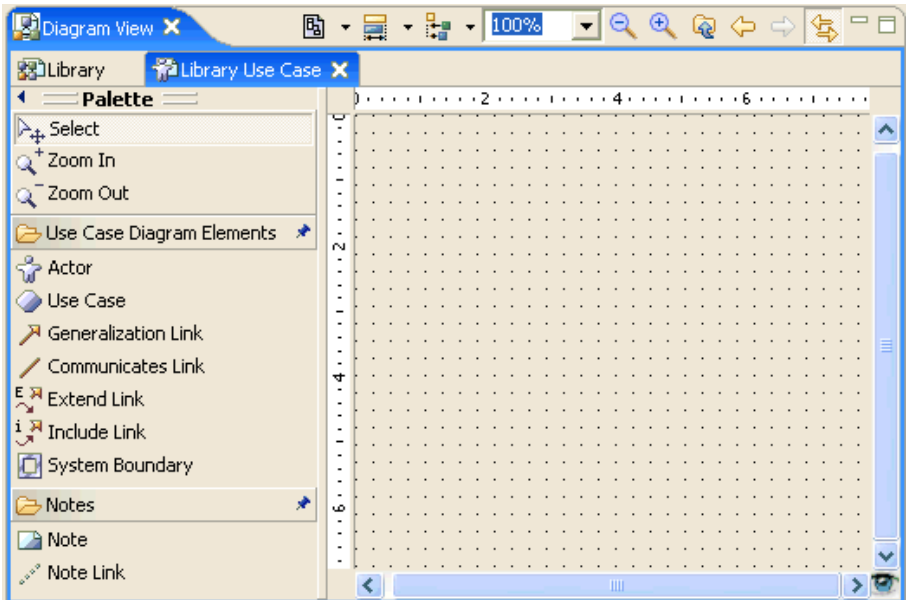 Diagram View
100%
Library
Library Use Case
Palette
2 4 6
Select
0
Zoom In
Zoom Out
Use Case Diagram Elements
2
Actor
Use Case
Generalization Link
Communicates Link
4
E Extend Link
i Include Link
System Boundary
Notes
6
Note
Note Link